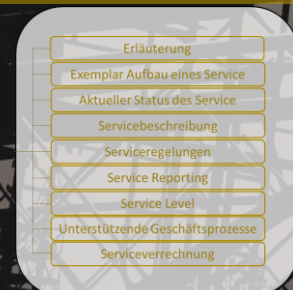 Erläuterung
Exemplar Aufbau eines Service
Aktueller Status des Service
Servicebeschreibung
Serviceregelungen
Service Reporting
Service Level
Unterstützende Geschäftsprozesse
Serviceverrechnung